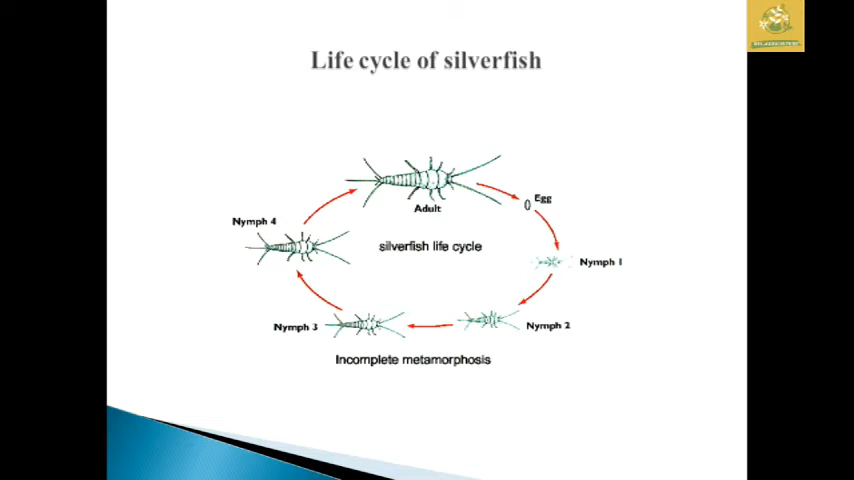 Life cycle of silverfish
Adult
Egg
Nymph 4
silverfish life cycle
Nymph 1
Nymph 3
Nymph 2
Incomplete metamorphosis